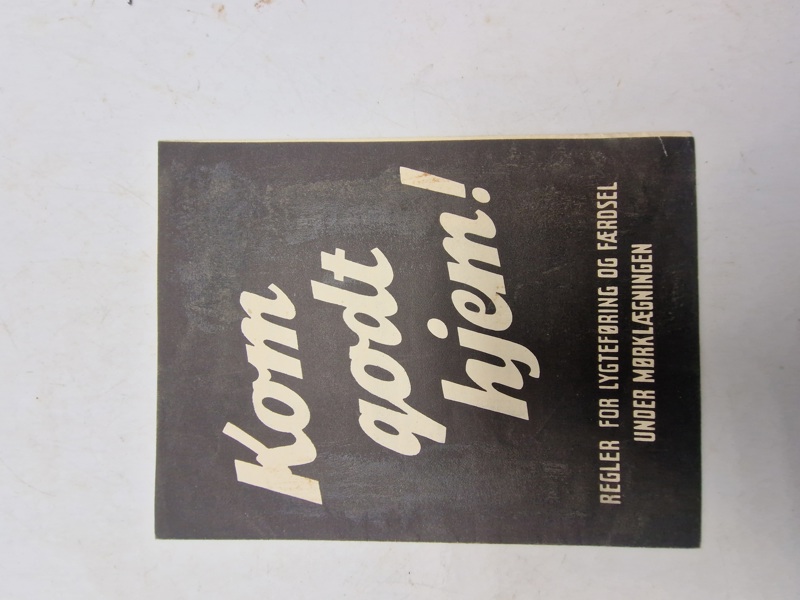 Kom
godt
hjem!
REGLER FOR LYGTEFØRING OG FÆRDSEL
UNDER MØRKLÆGNINGEN